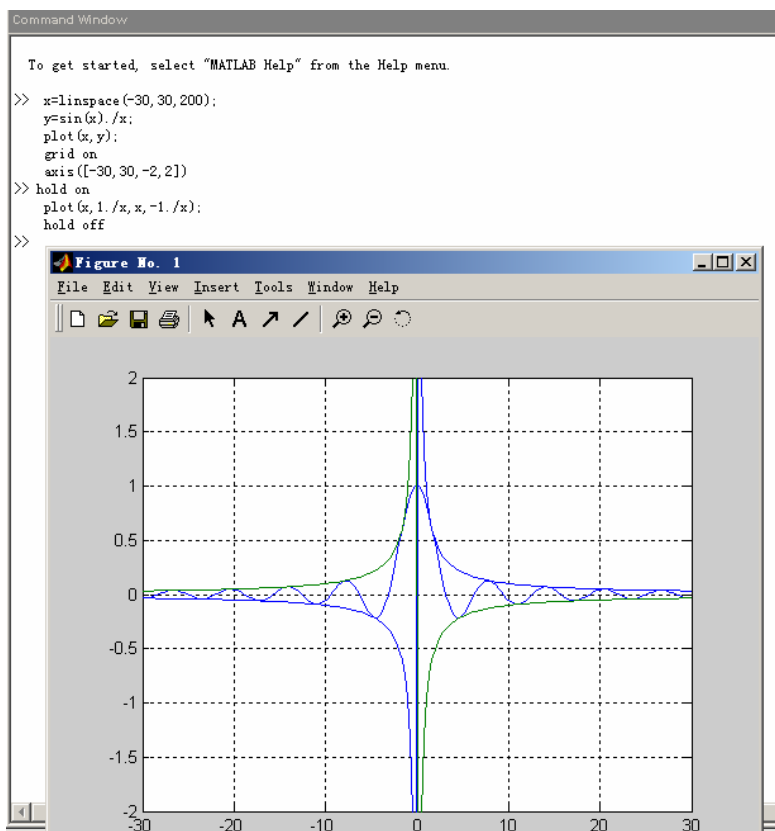 Command Window
To get started, select "MATLAB Help" from the Help menu.
>> x=linspace(-30,30,200);
y=sin(x)./x;
plot(x,y);
grid on
axis([-30,30,-2,2])
>> hold on
plot(x,1./x,x,-1./x);
hold off
>>
Figure No. 1
File Edit View Insert Tools Window Help
A
2
1.5
1
0.5
0
-0.5
-1
-1.5
-2
-30 -20 -10 0 10 20 30